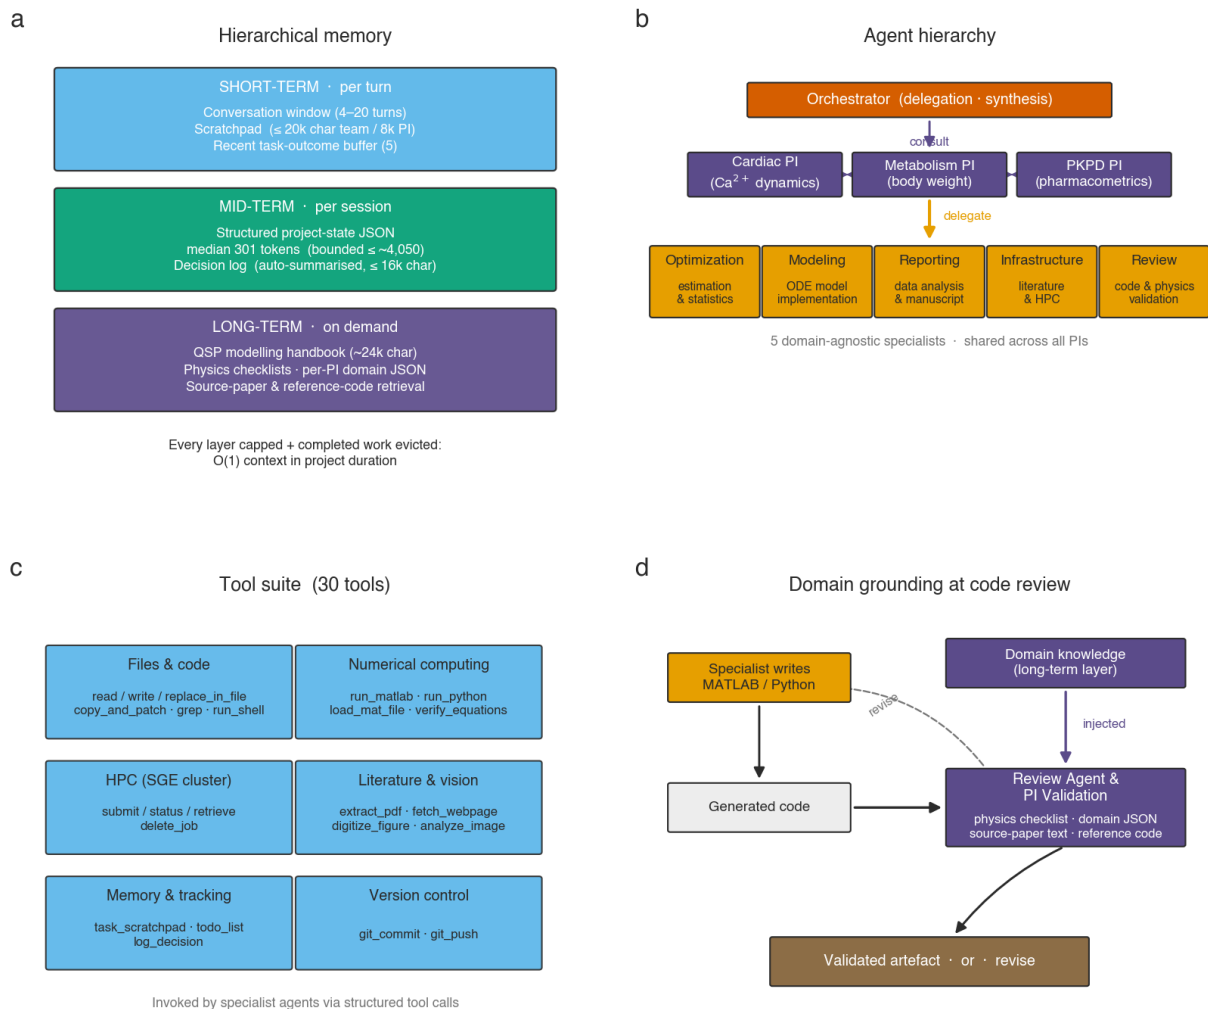 a
Hierarchical memory
SHORT-TERM · per turn
Conversation window (4–20 turns)
Scratchpad (≤ 20k char team / 8k PI)
Recent task-outcome buffer (5)
MID-TERM · per session
Structured project-state JSON
median 301 tokens (bounded ≤ ~4,050)
Decision log (auto-summarised, ≤ 16k char)
LONG-TERM · on demand
QSP modelling handbook (~24k char)
Physics checklists · per-PI domain JSON
Source-paper & reference-code retrieval
Every layer capped + completed work evicted:
O(1) context in project duration
b
Agent hierarchy
Orchestrator (delegation · synthesis)
consult
Cardiac PI
(Ca²⁺ dynamics)
Metabolism PI
(body weight)
PKPD PI
(pharmacometrics)
delegate
Optimization
estimation
& statistics
Modeling
ODE model
implementation
Reporting
data analysis
& manuscript
Infrastructure
literature
& HPC
Review
code & physics
validation
5 domain-agnostic specialists · shared across all PIs
c
Tool suite (30 tools)
Files & code
read / write / replace_in_file
copy_and_patch · grep · run_shell
Numerical computing
run_matlab · run_python
load_mat_file · verify_equations
HPC (SGE cluster)
submit / status / retrieve
delete_job
Literature & vision
extract_pdf · fetch_webpage
digitize_figure · analyze_image
Memory & tracking
task_scratchpad · todo_list
log_decision
Version control
git_commit · git_push
Invoked by specialist agents via structured tool calls
d
Domain grounding at code review
Specialist writes
MATLAB / Python
Domain knowledge
(long-term layer)
revise
injected
Generated code
Review Agent &
PI Validation
physics checklist · domain JSON
source-paper text · reference code
Validated artefact · or · revise